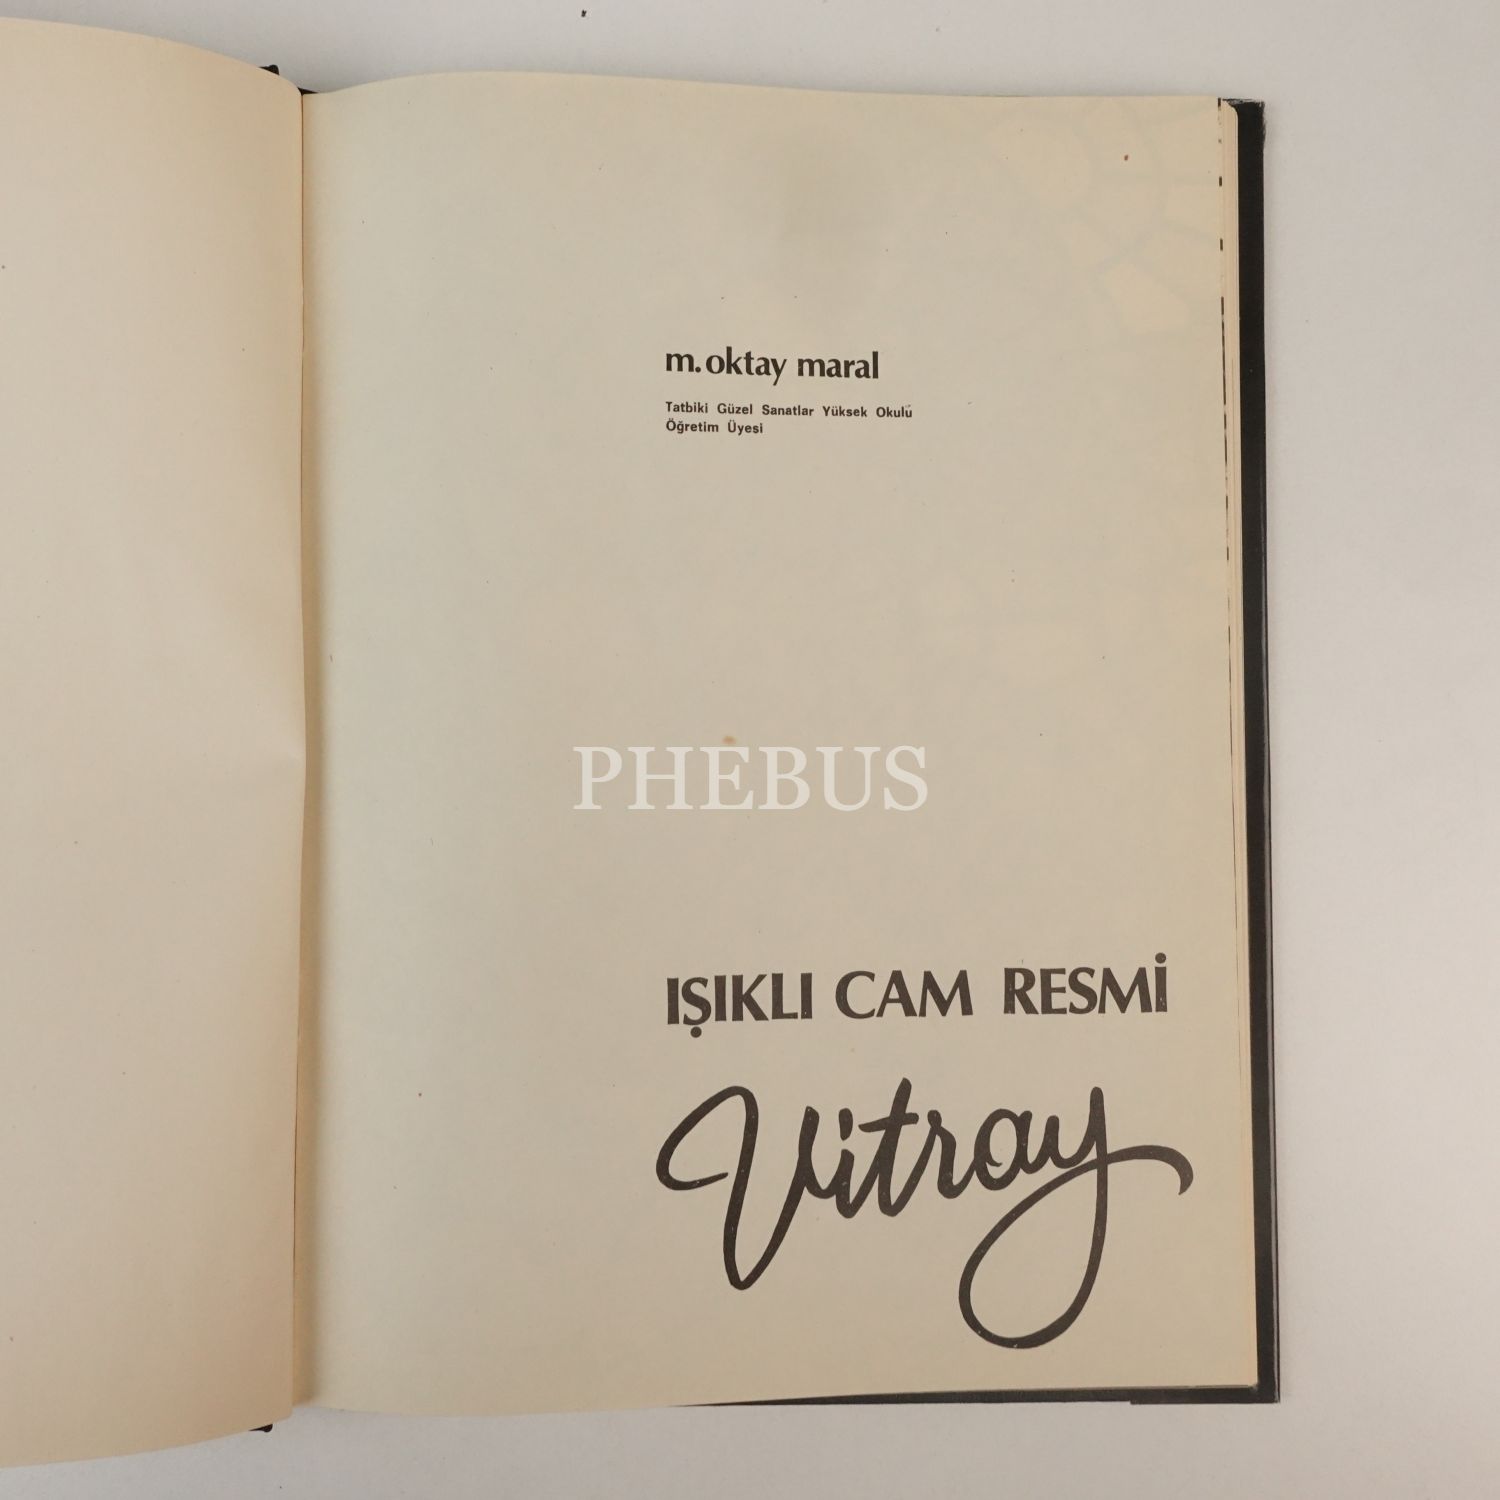 m. oktay maral
Tatbiki Güzel Sanatlar Yüksek Okulu
Öğretim Üyesi
PHEBUS
IŞIKLI CAM RESMİ
Vitray